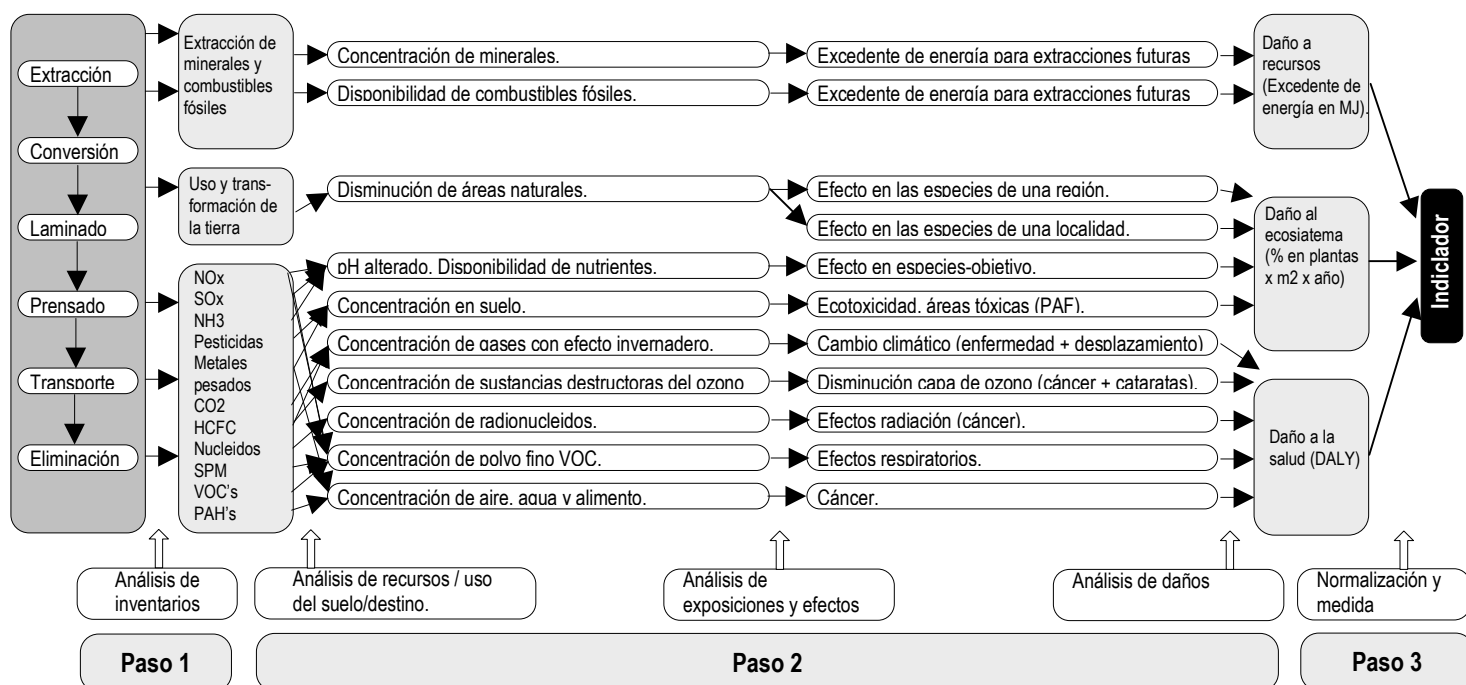 Extracción
Conversión
Laminado
Prensado
Transporte
Eliminación
Extracción de
minerales y
combustibles
fósiles
Uso y trans-
formación de
la tierra
NOx
SOx
NH3
Pesticidas
Metales
pesados
CO2
HCFC
Nucleidos
SPM
VOC's
PAH's
Concentración de minerales.
Disponibilidad de combustibles fósiles.
Disminución de áreas naturales.
pH alterado. Disponibilidad de nutrientes.
Concentración en suelo.
Concentración de gases con efecto invernadero.
Concentración de sustancias destructoras del ozono
Concentración de radionucleidos.
Concentración de polvo fino VOC.
Concentración de aire, agua y alimento.
Excedente de energía para extracciones futuras
Excedente de energía para extracciones futuras
Efecto en las especies de una región.
Efecto en las especies de una localidad.
Efecto en especies-objetivo.
Ecotoxicidad, áreas tóxicas (PAF).
Cambio climático (enfermedad + desplazamiento)
Disminución capa de ozono (cáncer + cataratas).
Efectos radiación (cáncer).
Efectos respiratorios.
Cáncer.
Daño a
recursos
(Excedente de
energía en MJ).
Daño al
ecosiatema
(% en plantas
x m2 x año)
Daño a la
salud (DALY)
Indiclador
Análisis de
inventarios
Análisis de recursos / uso
del suelo/destino.
Análisis de
exposiciones y efectos
Análisis de daños
Normalización y
medida
Paso 1
Paso 2
Paso 3